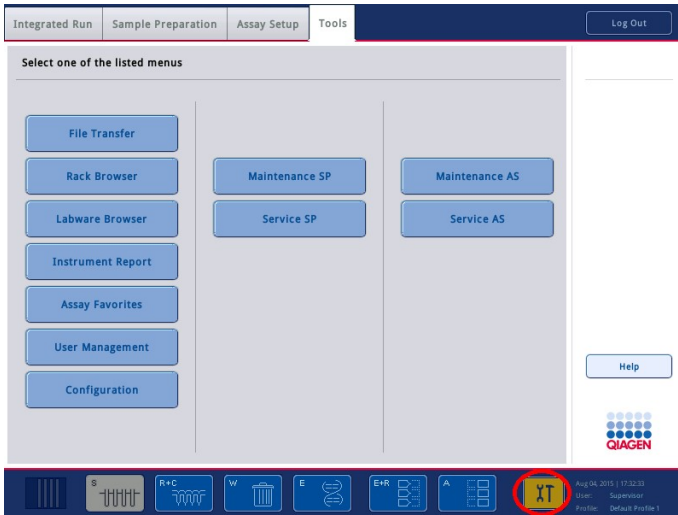 Integrated Run
Sample Preparation
Assay Setup
Tools
Log Out
Select one of the listed menus
File Transfer
Rack Browser
Maintenance SP
Maintenance AS
Labware Browser
Service SP
Service AS
Instrument Report
Assay Favorites
User Management
Configuration
Help
QIAGEN
S
R+C
W
E
E+R
A
Aug 04, 2015 | 17:32:33
User: Supervisor
Profile: Default Profile 1